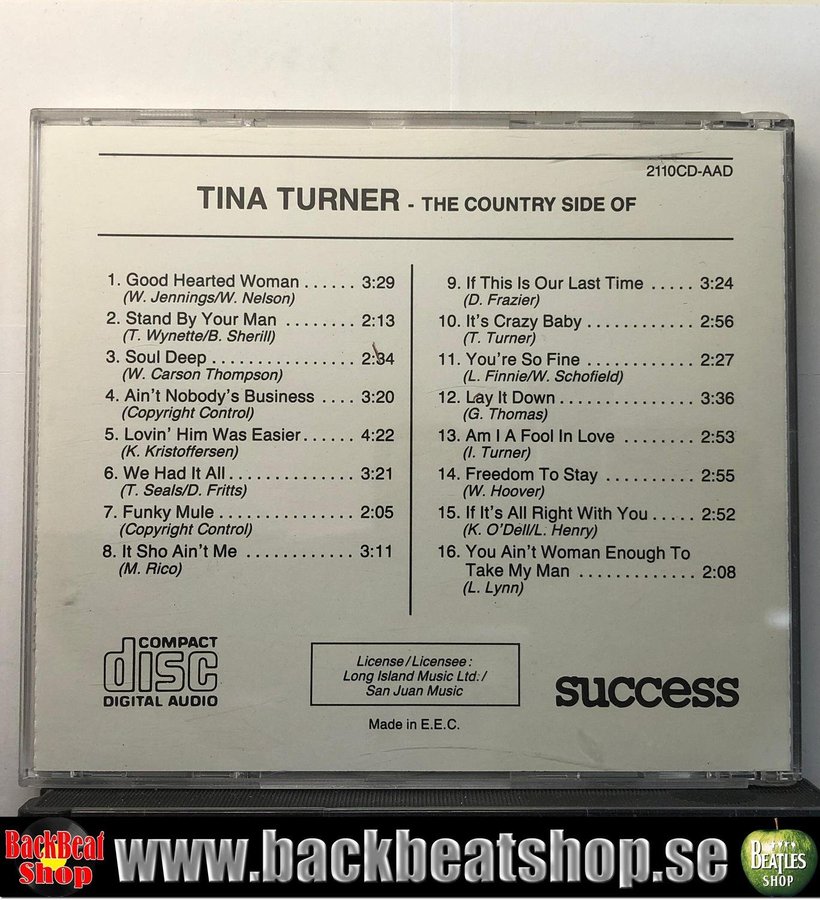 2110CD-AAD
TINA TURNER - THE COUNTRY SIDE OF
1. Good Hearted Woman ...... 3:29
(W. Jennings/W. Nelson)
2. Stand By Your Man ........ 2:13
(T. Wynette/B. Sherill)
3. Soul Deep ................ 2:34
(W. Carson Thompson)
4. Ain't Nobody's Business .... 3:20
(Copyright Control)
5. Lovin' Him Was Easier...... 4:22
(K. Kristoffersen)
6. We Had It All.............. 3:21
(T. Seals/D. Fritts)
7. Funky Mule ............... 2:05
(Copyright Control)
8. It Sho Ain't Me ............ 3:11
(M. Rico)
9. If This Is Our Last Time ..... 3:24
(D. Frazier)
10. It's Crazy Baby ............ 2:56
(T. Turner)
11. You're So Fine ............ 2:27
(L. Finnie/W. Schofield)
12. Lay It Down ............... 3:36
(G. Thomas)
13. Am I A Fool In Love ........ 2:53
(I. Turner)
14. Freedom To Stay .......... 2:55
(W. Hoover)
15. If It's All Right With You ..... 2:52
(K. O'Dell/L. Henry)
16. You Ain't Woman Enough To
Take My Man ............. 2:08
(L. Lynn)
COMPACT
disc
DIGITAL AUDIO
License/Licensee:
Long Island Music Ltd./
San Juan Music
Made in E.E.C.
success
BackBeat
Shop
www.backbeatshop.se
BEATLES
SHOP